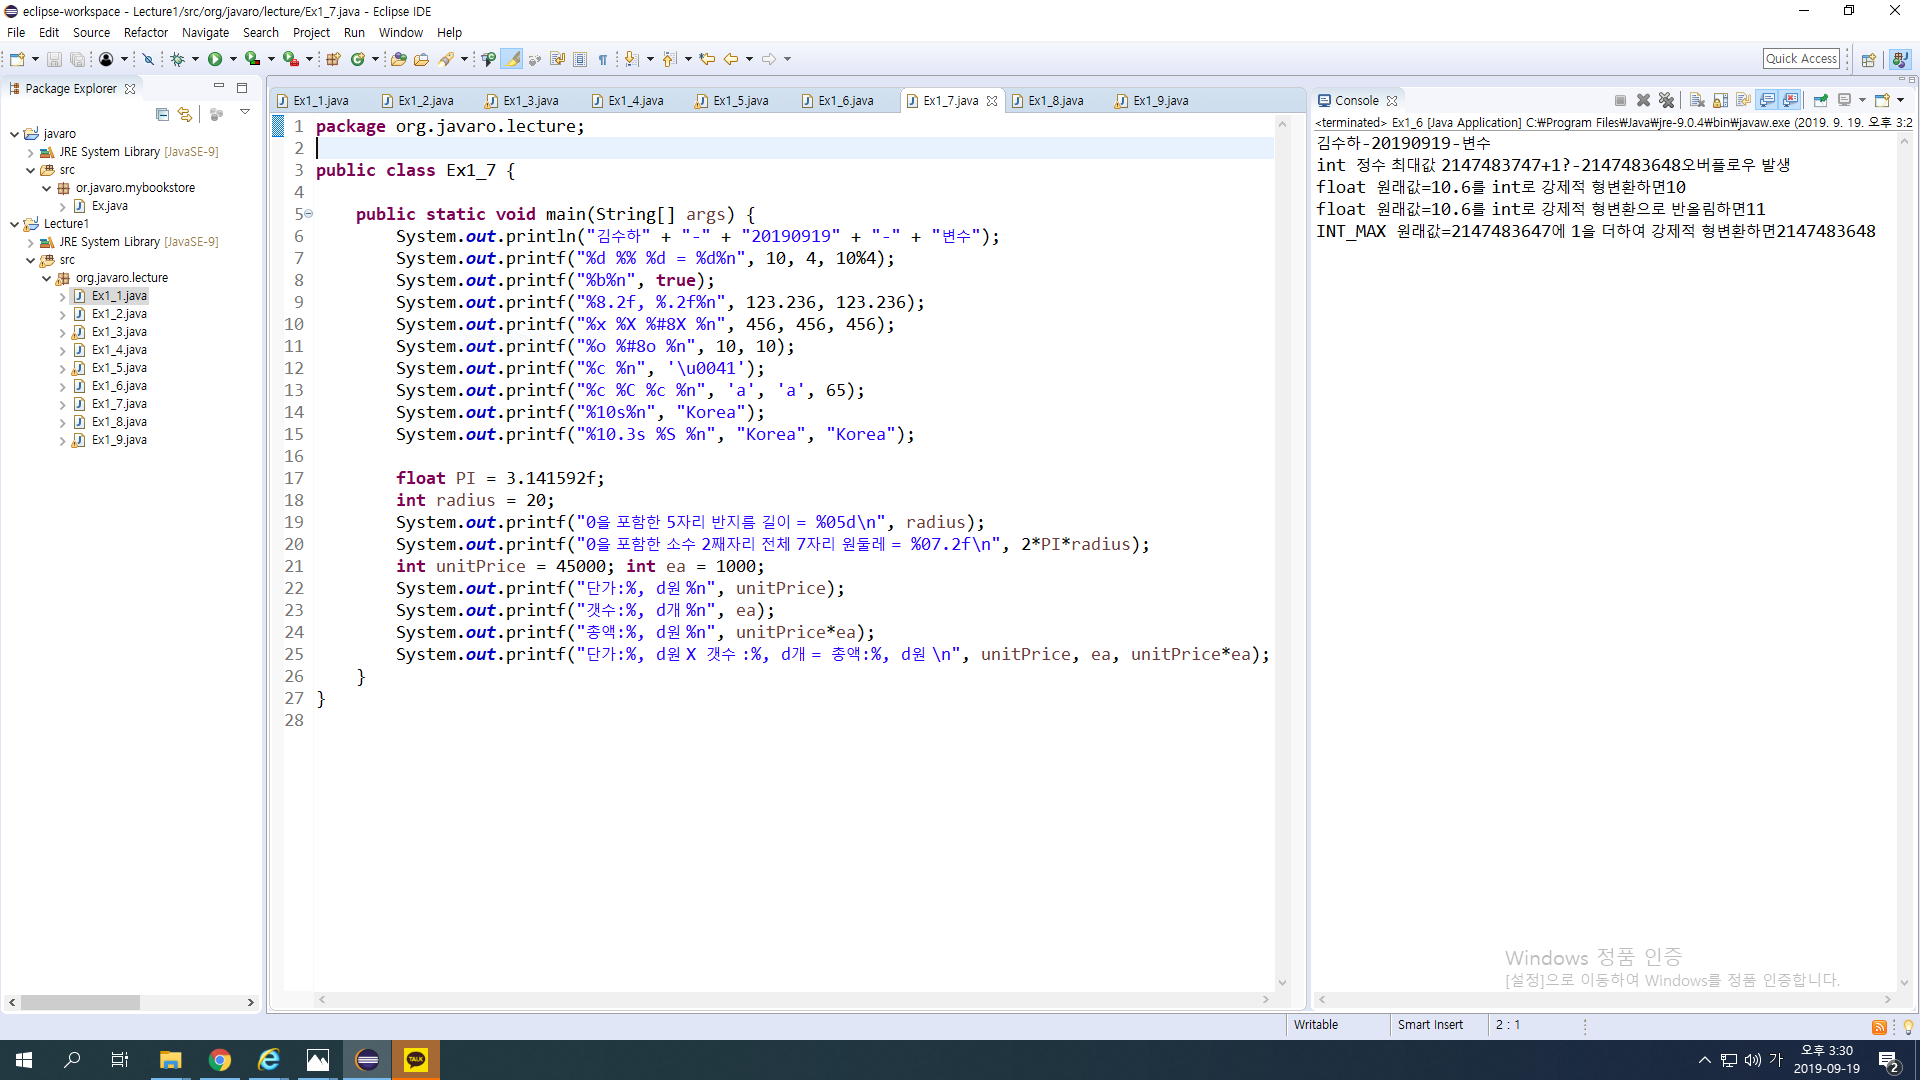 eclipse-workspace - Lecture1/src/org/javaro/lecture/Ex1_7.java - Eclipse IDE
File Edit Source Refactor Navigate Search Project Run Window Help
Quick Access
Package Explorer
javaro
JRE System Library [JavaSE-9]
src
or.javaro.mybookstore
Ex.java
Lecture1
JRE System Library [JavaSE-9]
src
org.javaro.lecture
Ex1_1.java
Ex1_2.java
Ex1_3.java
Ex1_4.java
Ex1_5.java
Ex1_6.java
Ex1_7.java
Ex1_8.java
Ex1_9.java
Ex1_1.java Ex1_2.java Ex1_3.java Ex1_4.java Ex1_5.java Ex1_6.java Ex1_7.java Ex1_8.java Ex1_9.java
1 package org.javaro.lecture;
2
3 public class Ex1_7 {
4
5 public static void main(String[] args) {
6 System.out.println("김수하" + "-" + "20190919" + "-" + "변수");
7 System.out.printf("%d %% %d = %d%n", 10, 4, 10%4);
8 System.out.printf("%b%n", true);
9 System.out.printf("%8.2f, %.2f%n", 123.236, 123.236);
10 System.out.printf("%x %X %#8X %n", 456, 456, 456);
11 System.out.printf("%o %#8o %n", 10, 10);
12 System.out.printf("%c %n", '\u0041');
13 System.out.printf("%c %C %c %n", 'a', 'a', 65);
14 System.out.printf("%10s%n", "Korea");
15 System.out.printf("%10.3s %S %n", "Korea", "Korea");
16
17 float PI = 3.141592f;
18 int radius = 20;
19 System.out.printf("0을 포함한 5자리 반지름 길이 = %05d\n", radius);
20 System.out.printf("0을 포함한 소수 2째자리 전체 7자리 원둘레 = %07.2f\n", 2*PI*radius);
21 int unitPrice = 45000; int ea = 1000;
22 System.out.printf("단가:%, d원 %n", unitPrice);
23 System.out.printf("갯수:%, d개 %n", ea);
24 System.out.printf("총액:%, d원 %n", unitPrice*ea);
25 System.out.printf("단가:%, d원 X 갯수 :%, d개 = 총액:%, d원 \n", unitPrice, ea, unitPrice*ea);
26 }
27 }
28
Console
<terminated> Ex1_6 [Java Application] C:₩Program Files₩Java₩jre-9.0.4₩bin₩javaw.exe (2019. 9. 19. 오후 3:2
김수하-20190919-변수
int 정수 최대값 2147483747+1?-2147483648오버플로우 발생
float 원래값=10.6를 int로 강제적 형변환하면10
float 원래값=10.6를 int로 강제적 형변환으로 반올림하면11
INT_MAX 원래값=2147483647에 1을 더하여 강제적 형변환하면2147483648
Windows 정품 인증
[설정]으로 이동하여 Windows를 정품 인증합니다.
Writable Smart Insert 2 : 1
TALK
가
오후 3:30
2019-09-19
2